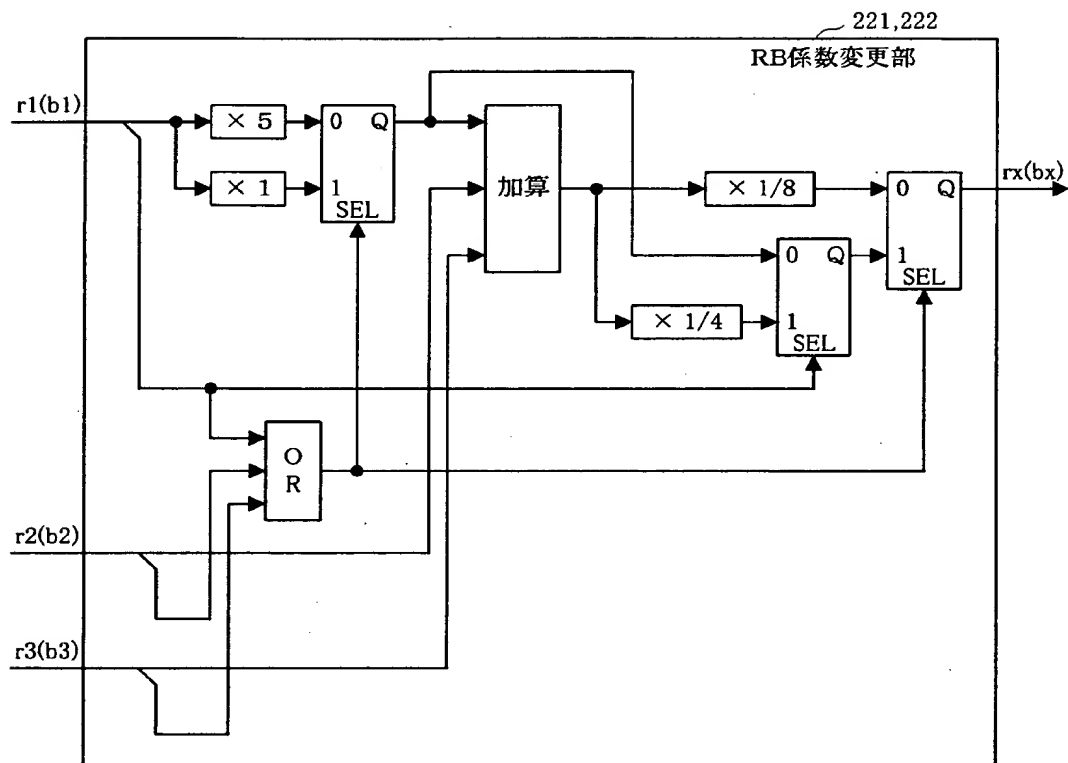 221,222
RB係数変更部
r1(b1)
× 5
0 Q
× 1
1
SEL
加算
× 1/8
0 Q
rx(bx)
1
SEL
0 Q
× 1/4
1
SEL
O
R
r2(b2)
r3(b3)